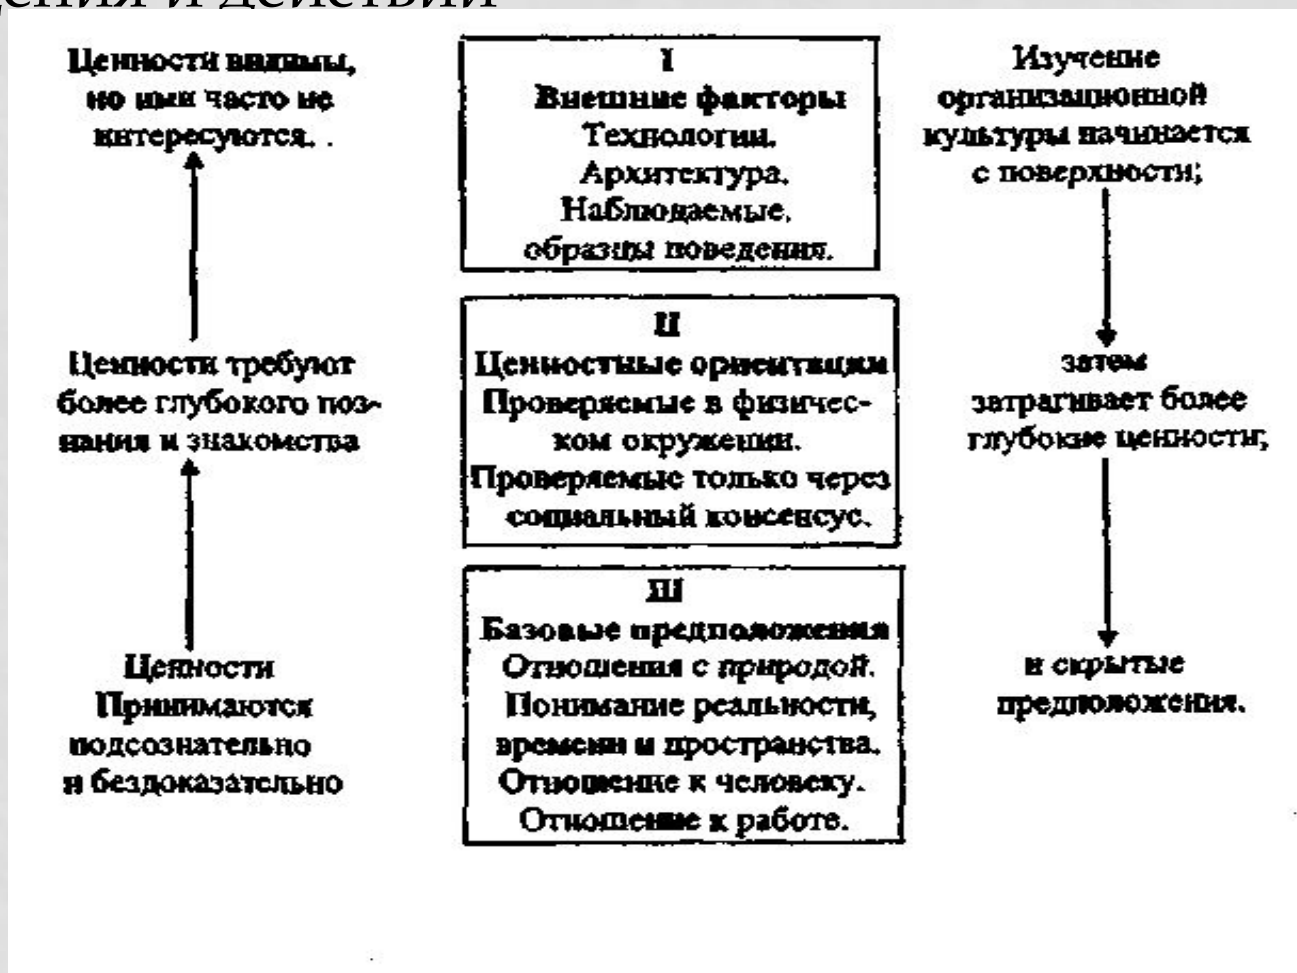 и действий
Ценности видимы,
но ими часто не
интересуются. .
Ценности требуют
более глубокого поз-
нания и знакомства
Ценности
Принимаются
подсознательно
и бездоказательно
I
Внешние факторы
Технологии.
Архитектура.
Наблюдаемые.
образцы поведения.
II
Ценностные ориентации
Проверяемые в физичес-
ком окружении.
Проверяемые только через
социальный консенсус.
III
Базовые предположения
Отношения с природой.
Понимание реальности,
времени и пространства.
Отношение к человеку.
Отношение к работе.
Изучение
организационной
культуры начинается
с поверхности;
затем
затрагивает более
глубокие ценности;
и скрытые
предположения.